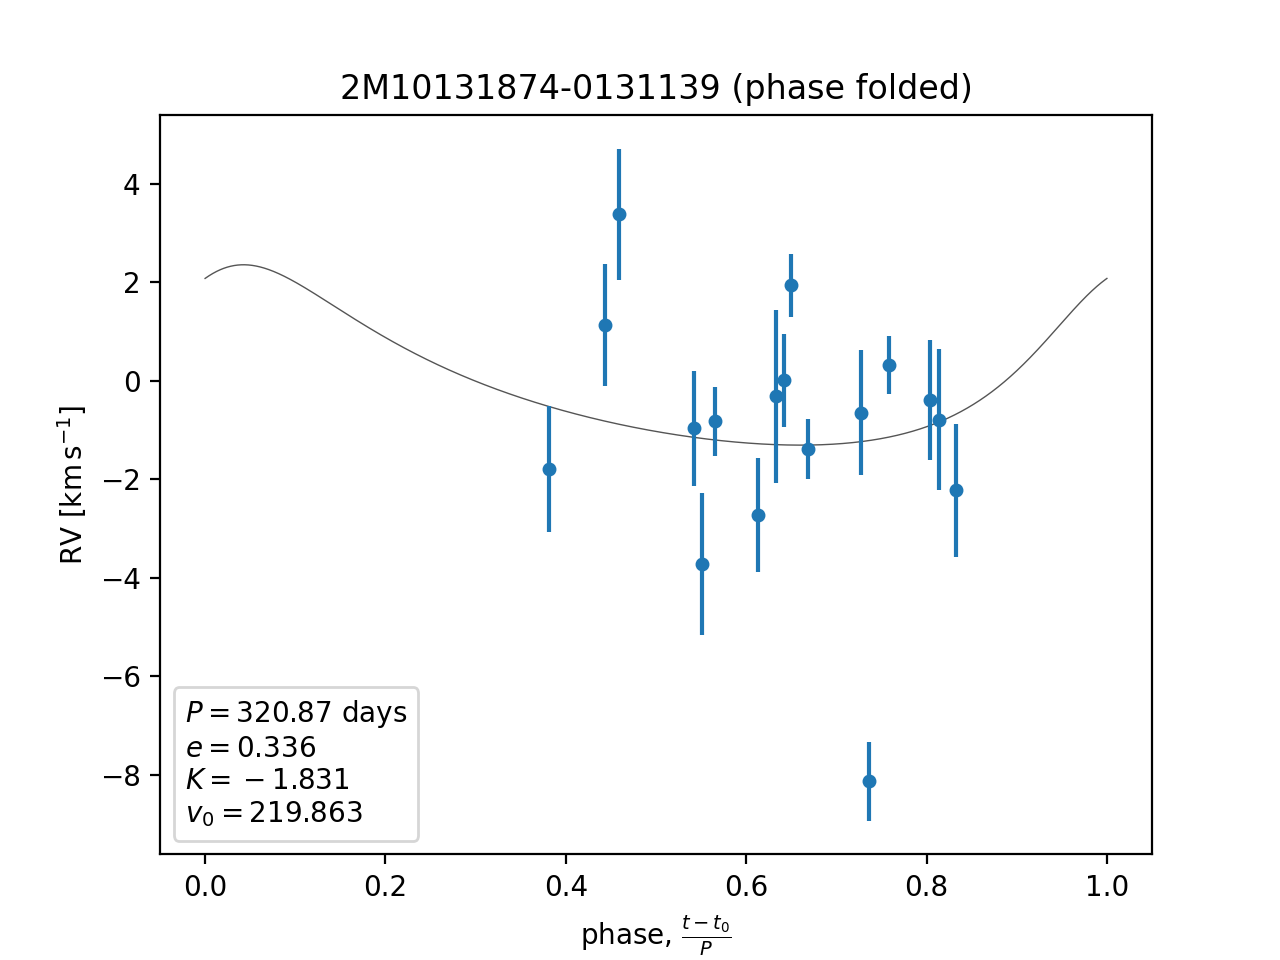 2M10131874-0131139 (phase folded)
RV [km s⁻¹]
4
2
0
−2
−4
−6
−8
P = 320.87 days
e = 0.336
K = −1.831
v₀ = 219.863
0.0 0.2 0.4 0.6 0.8 1.0
phase, (t − t₀)/P